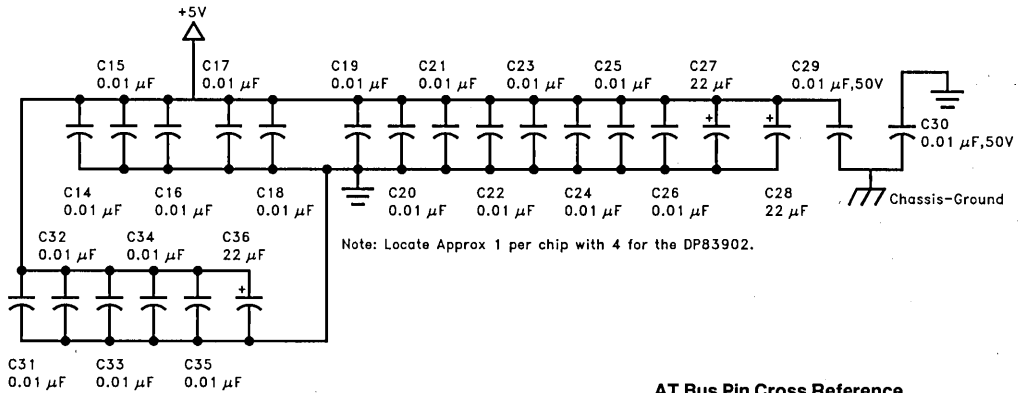 +5V
C15
0.01 μF
C17
0.01 μF
C19
0.01 μF
C21
0.01 μF
C23
0.01 μF
C25
0.01 μF
C27
22 μF
C29
0.01 μF,50V
+
+
C30
0.01 μF,50V
C14
0.01 μF
C16
0.01 μF
C18
0.01 μF
C20
0.01 μF
C22
0.01 μF
C24
0.01 μF
C26
0.01 μF
C28
22 μF
Chassis-Ground
C32
0.01 μF
C34
0.01 μF
C36
22 μF
Note: Locate Approx 1 per chip with 4 for the DP83902.
+
C31
0.01 μF
C33
0.01 μF
C35
0.01 μF
AT Bus Pin Cross Reference